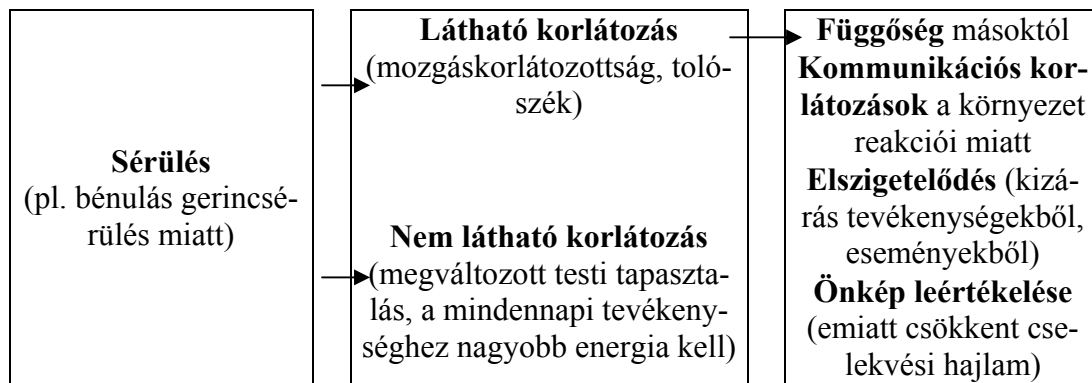 Sérülés
(pl. bénulás gerincsé-
rülés miatt)
Látható korlátozás
(mozgáskorlátozottság, toló-
szék)
Nem látható korlátozás
(megváltozott testi tapaszta-
lás, a mindennapi tevékeny-
séghez nagyobb energia kell)
Függőség másoktól
Kommunikációs kor-
látozások a környezet
reakciói miatt
Elszigetelődés (kizá-
rás tevékenységekből,
eseményekből)
Önkép leértékelése
(emiatt csökkent cse-
lekvési hajlam)